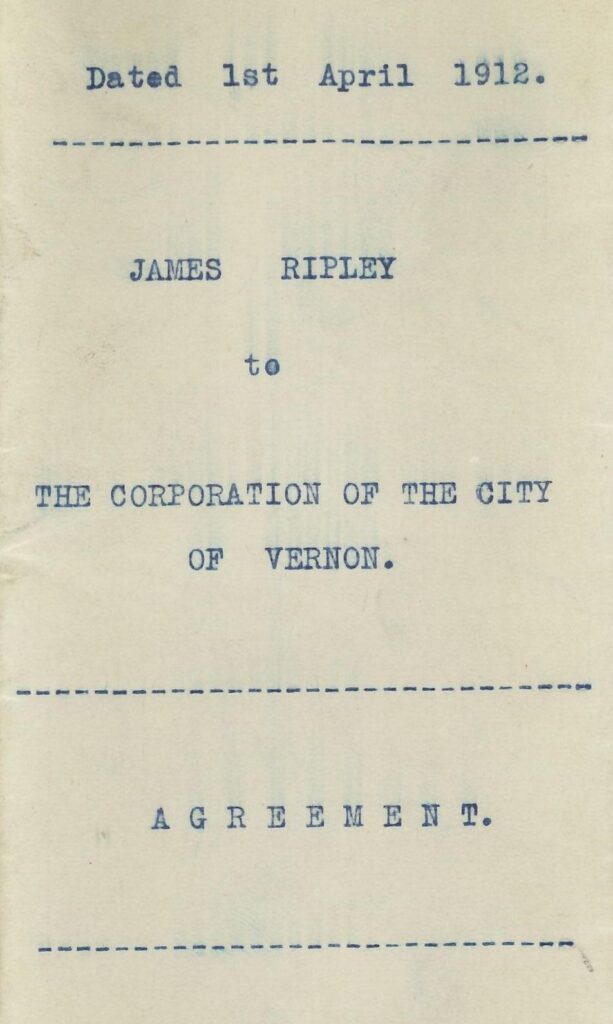 Dated 1st April 1912.
JAMES RIPLEY
to
THE CORPORATION OF THE CITY
OF VERNON.
A G R E E M E N T.